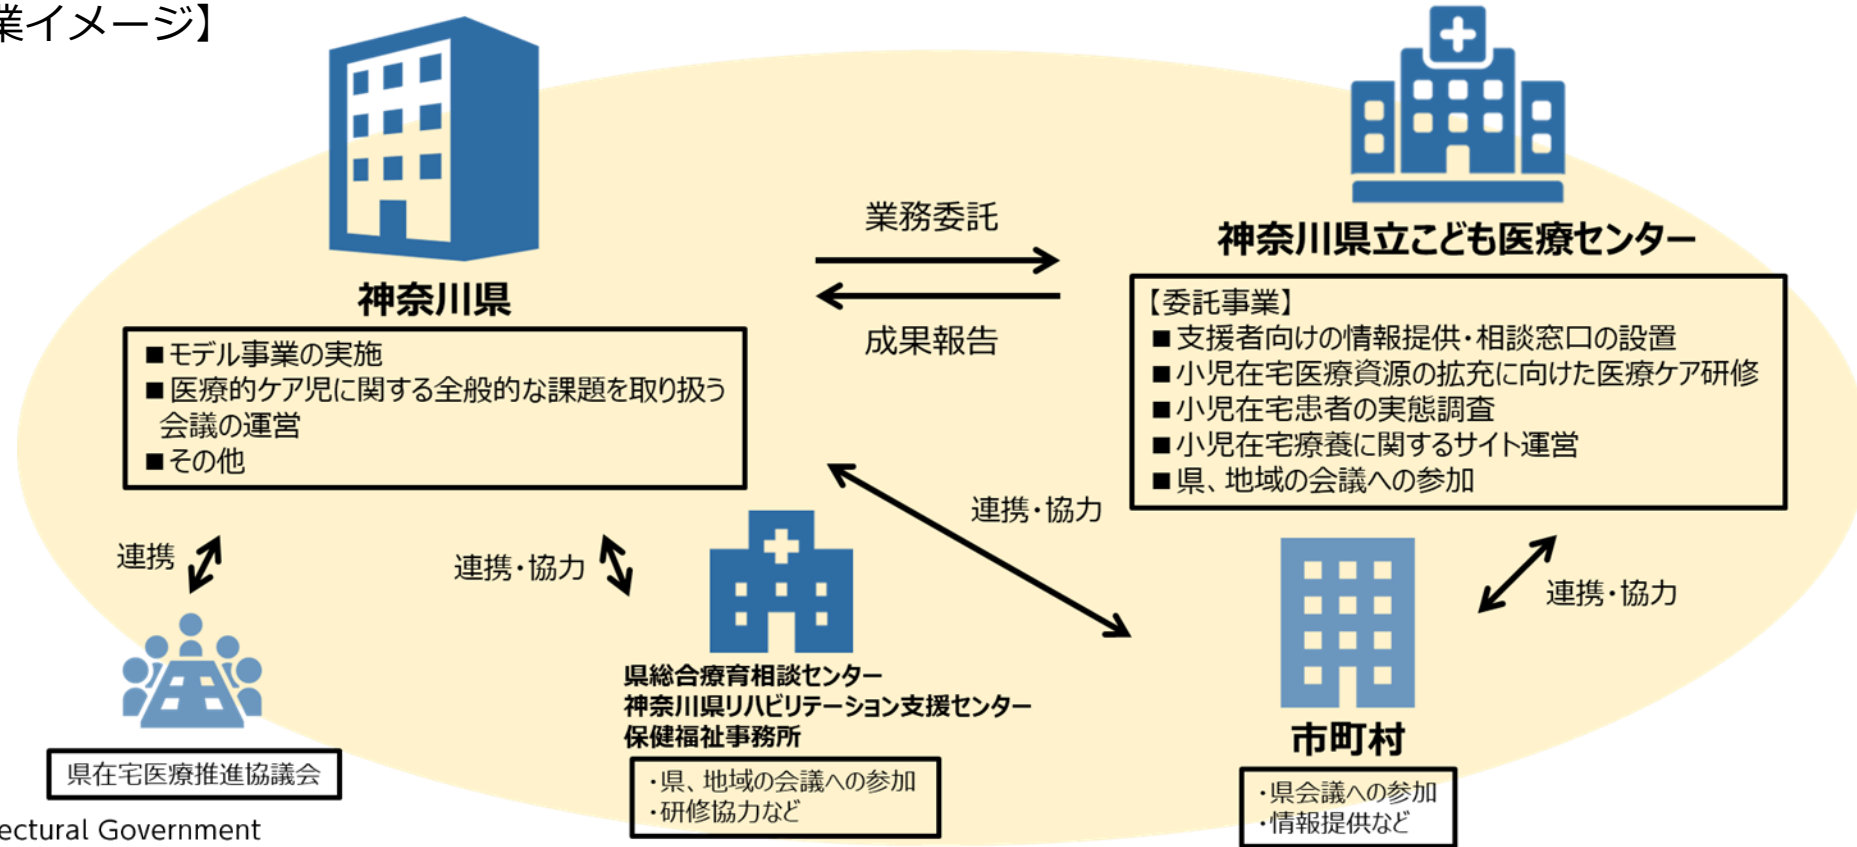 業イメージ】
神奈川県
■モデル事業の実施
■医療的ケア児に関する全般的な課題を取り扱う
会議の運営
■その他
業務委託
成果報告
神奈川県立こども医療センター
【委託事業】
■支援者向けの情報提供・相談窓口の設置
■小児在宅医療資源の拡充に向けた医療ケア研修
■小児在宅患者の実態調査
■小児在宅療養に関するサイト運営
■県、地域の会議への参加
連携
連携・協力
連携・協力
連携・協力
県在宅医療推進協議会
県総合療育相談センター
神奈川県リハビリテーション支援センター
保健福祉事務所
・県、地域の会議への参加
・研修協力など
市町村
・県会議への参加
・情報提供など
ectural Government